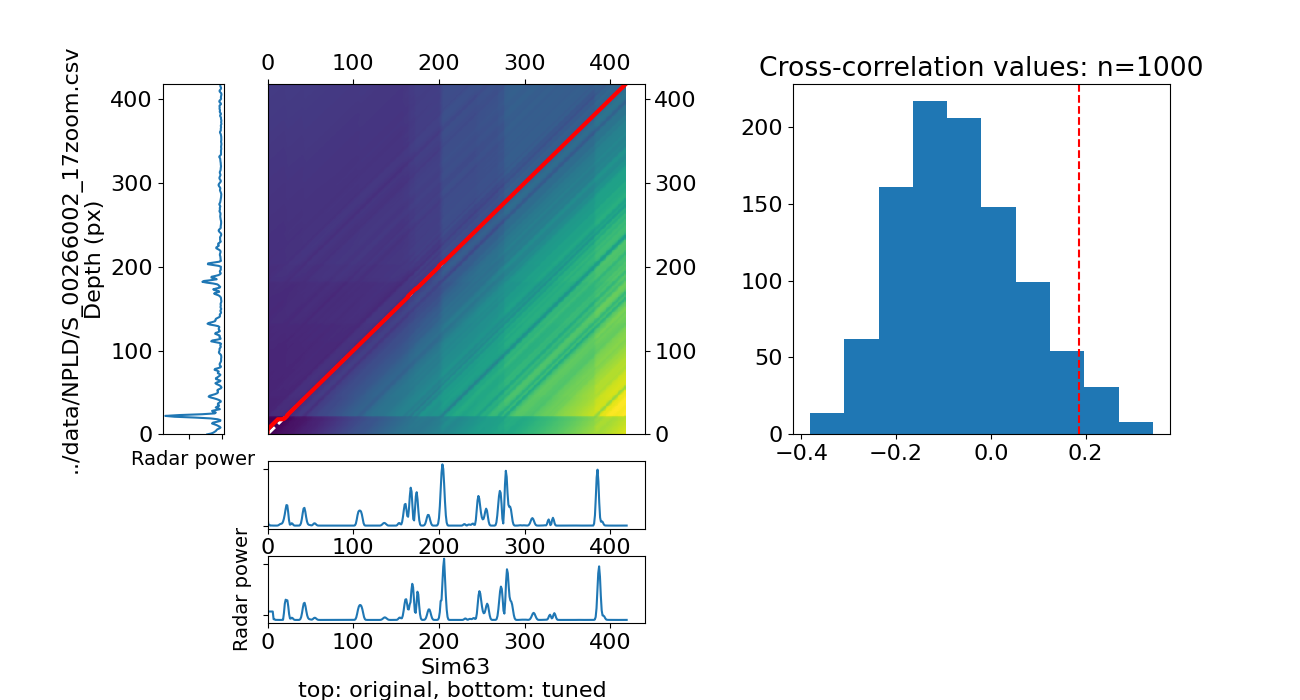 0 100 200 300 400
Cross-correlation values: n=1000
../data/NPLD/S_00266002_17zoom.csv
Depth (px)
400
300
200
100
0
400
300
200
100
0
200
150
100
50
0
−0.4 −0.2 0.0 0.2
Radar power
0 100 200 300 400
Radar power
0 100 200 300 400
Sim63
top: original, bottom: tuned